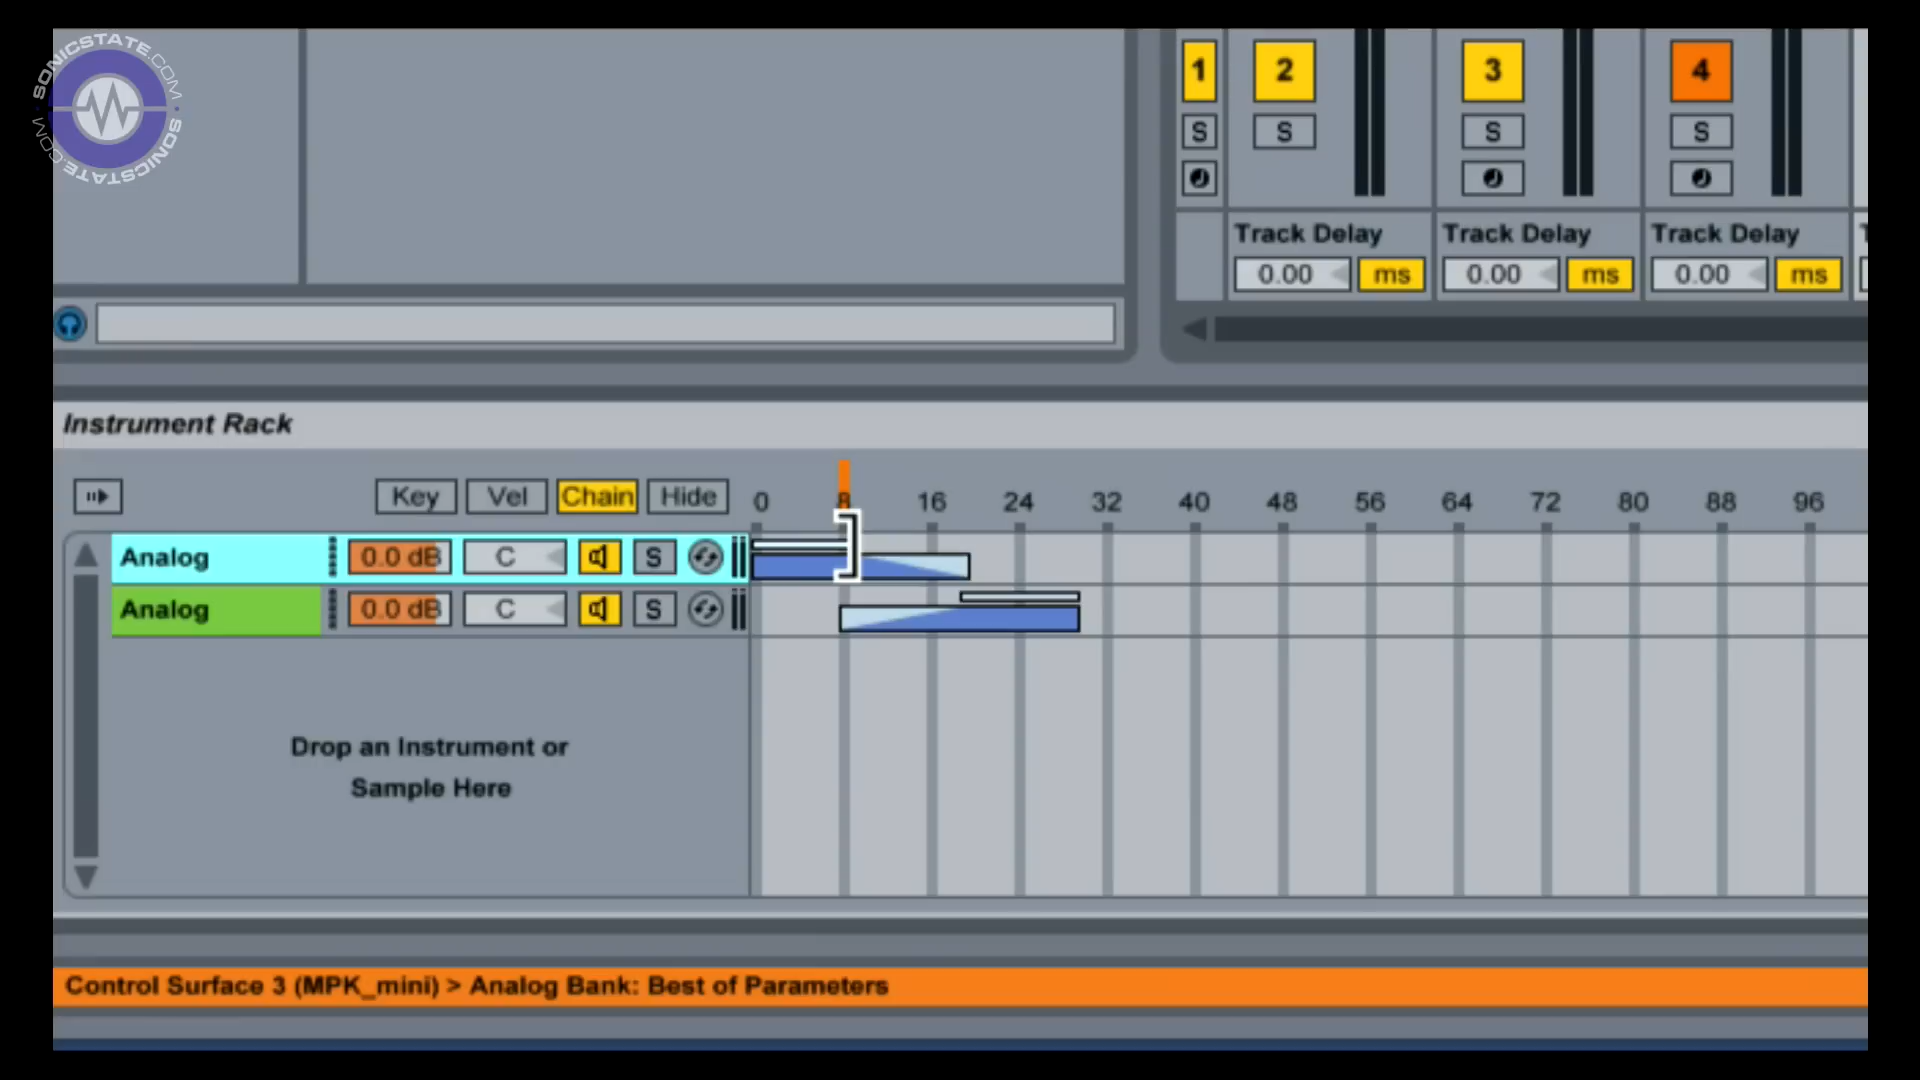 SONICSTATE.COM
SONICSTATE.COM
1 2 3 4
S S S S
Track Delay Track Delay Track Delay
0.00 ms 0.00 ms 0.00 ms
Instrument Rack
Key Vel Chain Hide 0 8 16 24 32 40 48 56 64 72 80 88 96
Analog 0.0 dB C S
Analog 0.0 dB C S
Drop an Instrument or
Sample Here
Control Surface 3 (MPK_mini) > Analog Bank: Best of Parameters